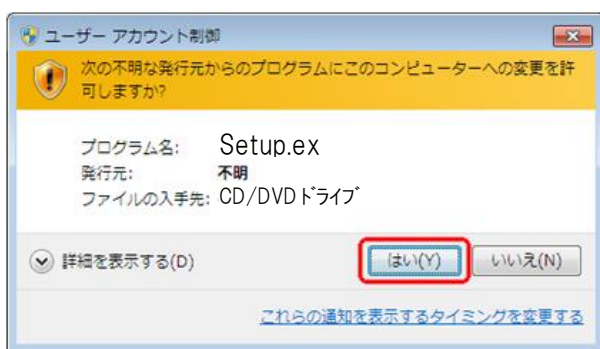 ユーザー アカウント制御
次の不明な発行元からのプログラムにこのコンピューターへの変更を許
可しますか?
プログラム名: Setup.ex
発行元: 不明
ファイルの入手先: CD/DVDドライブ
詳細を表示する(D) はい(Y) いいえ(N)
これらの通知を表示するタイミングを変更する